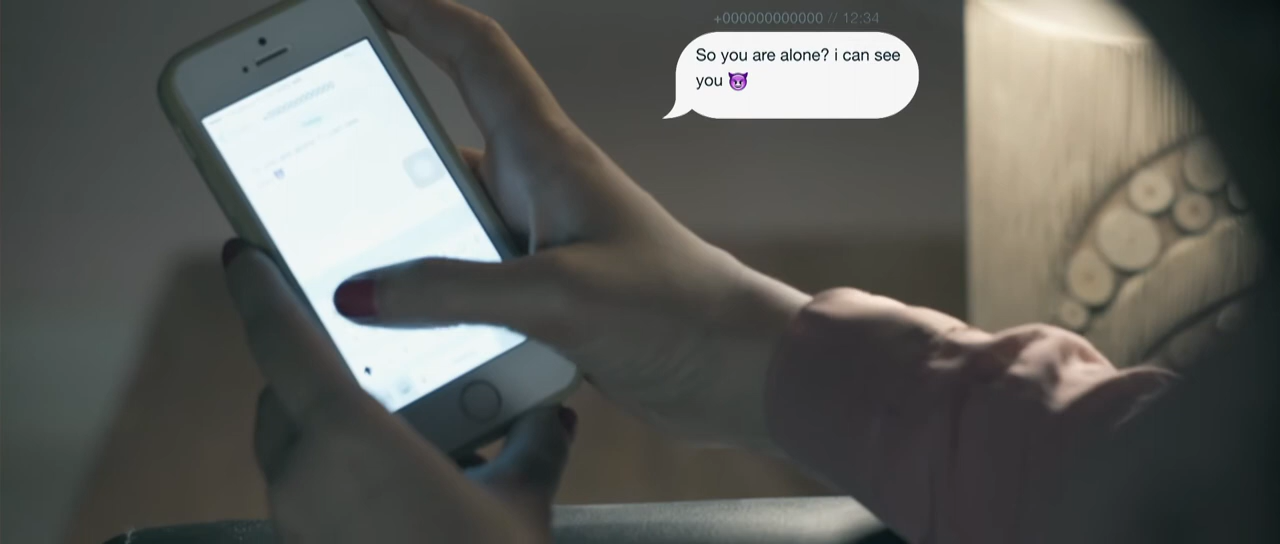 +000000000000 // 12:34
So you are alone? i can see
you 😈